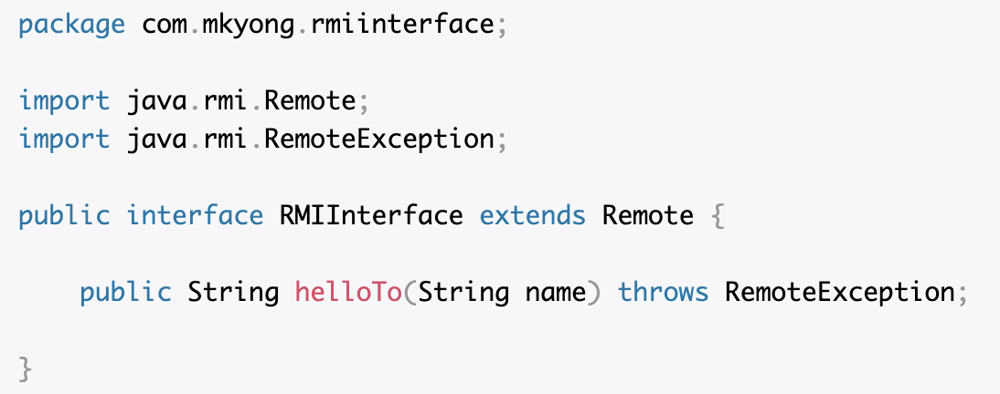 package com.mkyong.rmiinterface;
import java.rmi.Remote;
import java.rmi.RemoteException;
public interface RMIInterface extends Remote {
public String helloTo(String name) throws RemoteException;
}